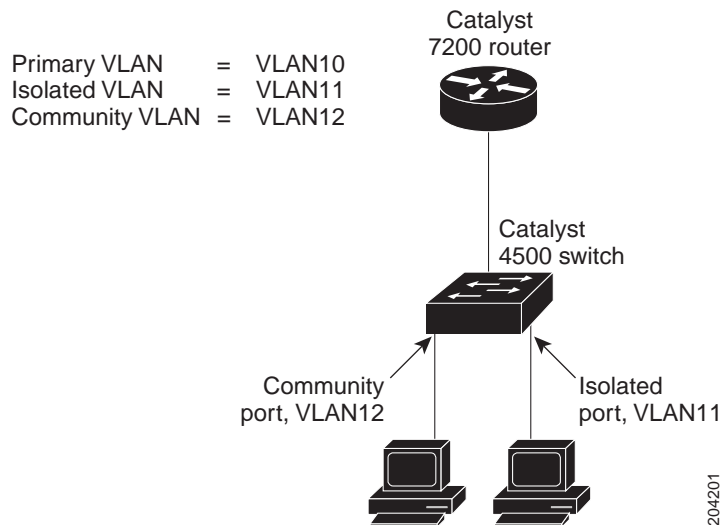 Catalyst
7200 router
Primary VLAN = VLAN10
Isolated VLAN = VLAN11
Community VLAN = VLAN12
Catalyst
4500 switch
Community
port, VLAN12
Isolated
port, VLAN11
204201